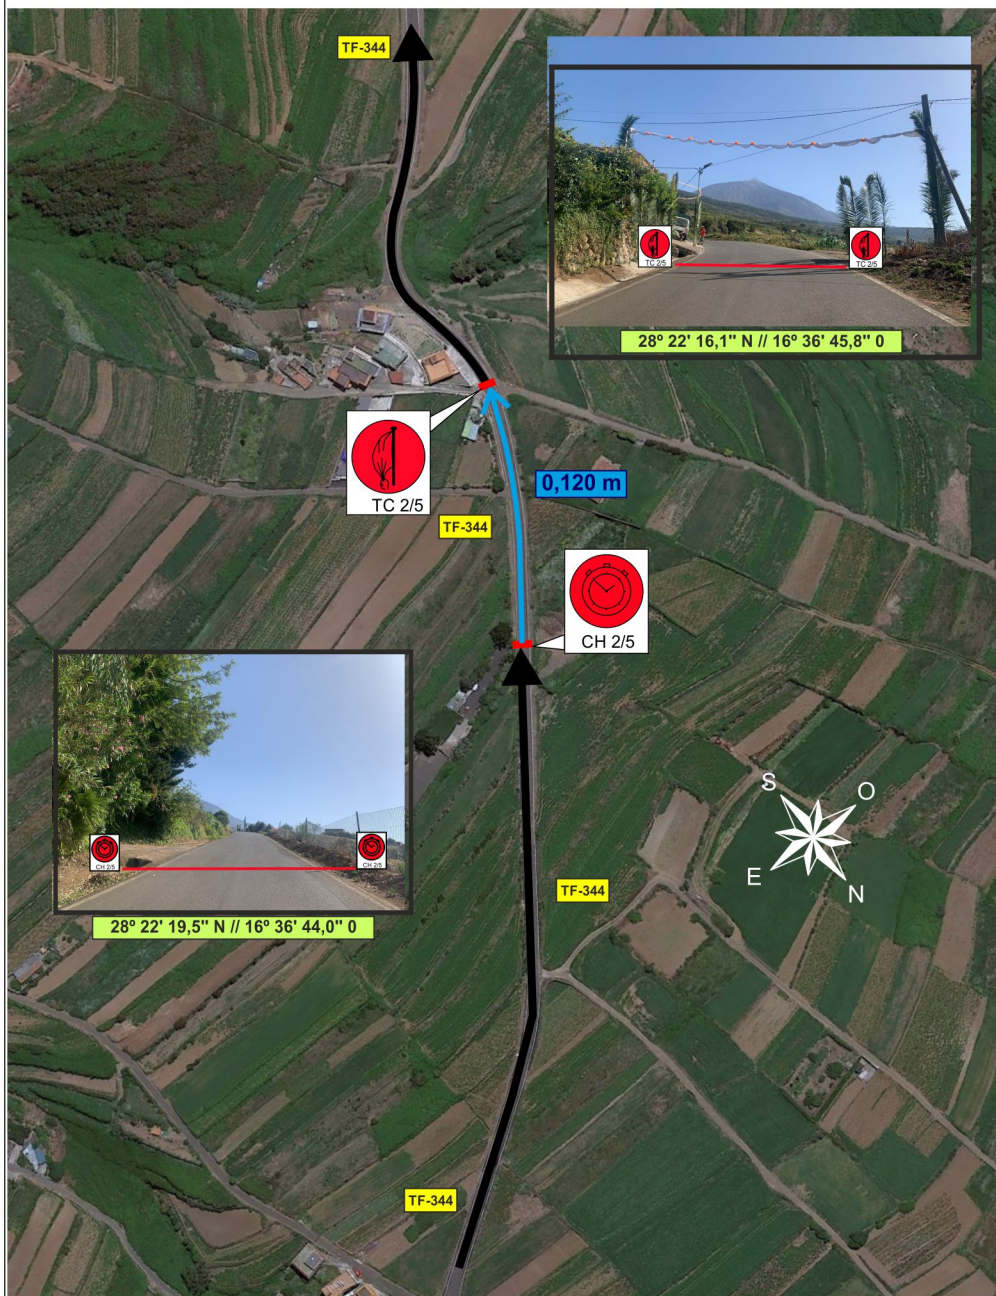 TF-344
TC 2/5
TC 2/5
28º 22' 16,1" N // 16º 36' 45,8" 0
TC 2/5
0,120 m
TF-344
CH 2/5
CH 2/5
CH 2/5
28º 22' 19,5" N // 16º 36' 44,0" 0
S
O
E
N
TF-344
TF-344